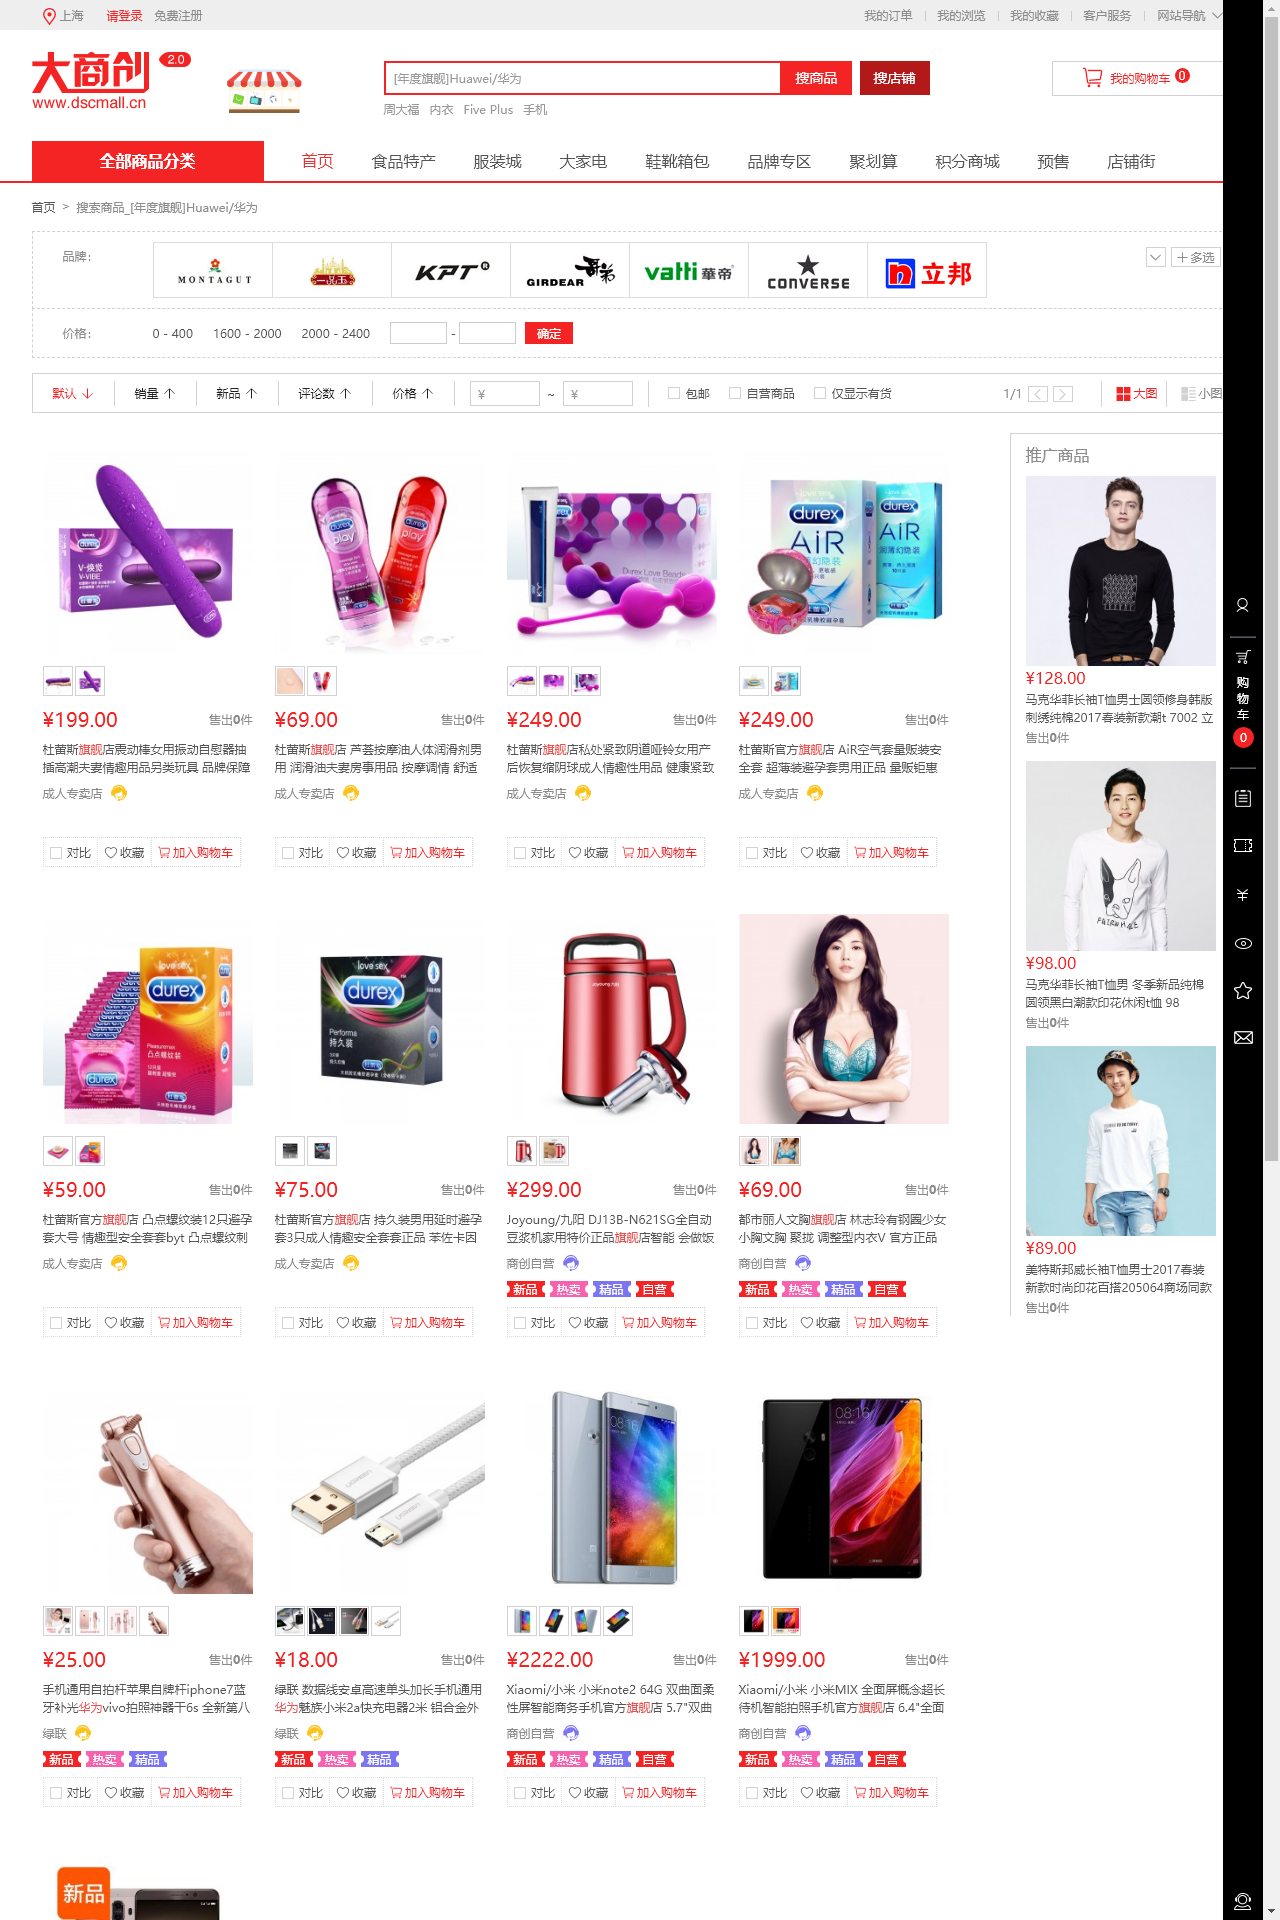 上海 请登录 免费注册 我的订单 我的浏览 我的收藏 客户服务 网站导航
大商创 2.0
www.dscmall.cn
[年度旗舰]Huawei/华为 搜商品 搜店铺 我的购物车 0
周大福 内衣 Five Plus 手机
全部商品分类 首页 食品特产 服装城 大家电 鞋靴箱包 品牌专区 聚划算 积分商城 预售 店铺街
首页 > 搜索商品_[年度旗舰]Huawei/华为
品牌: MONTAGUT 一品玉 KPT GIRDEAR 哥弟 vatti 華帝 CONVERSE 立邦 多选
价格: 0 - 400 1600 - 2000 2000 - 2400 - 确定
默认 销量 新品 评论数 价格 ¥ ~ ¥ 包邮 自营商品 仅显示有货 1/1 大图 小图
推广商品
¥199.00 售出0件
杜蕾斯旗舰店震动棒女用振动自慰器抽
插高潮夫妻情趣用品另类玩具 品牌保障
成人专卖店
对比 收藏 加入购物车
¥69.00 售出0件
杜蕾斯旗舰店 芦荟按摩油人体润滑剂男
用 润滑油夫妻房事用品 按摩调情 舒适
成人专卖店
对比 收藏 加入购物车
¥249.00 售出0件
杜蕾斯旗舰店私处紧致阴道哑铃女用产
后恢复缩阴球成人情趣性用品 健康紧致
成人专卖店
对比 收藏 加入购物车
¥249.00 售出0件
杜蕾斯官方旗舰店 AiR空气套量贩装安
全套 超薄装避孕套男用正品 量贩钜惠
成人专卖店
对比 收藏 加入购物车
¥59.00 售出0件
杜蕾斯官方旗舰店 凸点螺纹装12只避孕
套大号 情趣型安全套套byt 凸点螺纹刺
成人专卖店
对比 收藏 加入购物车
¥75.00 售出0件
杜蕾斯官方旗舰店 持久装男用延时避孕
套3只成人情趣安全套套正品 苯佐卡因
成人专卖店
对比 收藏 加入购物车
¥299.00 售出0件
Joyoung/九阳 DJ13B-N621SG全自动
豆浆机家用特价正品旗舰店智能 会做饭
商创自营
新品 热卖 精品 自营
对比 收藏 加入购物车
¥69.00 售出0件
都市丽人文胸旗舰店 林志玲有钢圈少女
小胸文胸 聚拢 调整型内衣V 官方正品
商创自营
新品 热卖 精品 自营
对比 收藏 加入购物车
¥25.00 售出0件
手机通用自拍杆苹果自牌杆iphone7蓝
牙补光华为vivo拍照神器干6s 全新第八
绿联
新品 热卖 精品
对比 收藏 加入购物车
¥18.00 售出0件
绿联 数据线安卓高速单头加长手机通用
华为魅族小米2a快充电器2米 铝合金外
绿联
新品 热卖 精品
对比 收藏 加入购物车
¥2222.00 售出0件
Xiaomi/小米 小米note2 64G 双曲面柔
性屏智能商务手机官方旗舰店 5.7"双曲
商创自营
新品 热卖 精品 自营
对比 收藏 加入购物车
¥1999.00 售出0件
Xiaomi/小米 小米MIX 全面屏概念超长
待机智能拍照手机官方旗舰店 6.4"全面
商创自营
新品 热卖 精品 自营
对比 收藏 加入购物车
新品
¥128.00
马克华菲长袖T恤男士圆领修身韩版
刺绣纯棉2017春装新款潮t 7002 立
售出0件
¥98.00
马克华菲长袖T恤男 冬季新品纯棉
圆领黑白潮款印花休闲t恤 98
售出0件
¥89.00
美特斯邦威长袖T恤男士2017春装
新款时尚印花百搭205064商场同款
售出0件
购物车
0